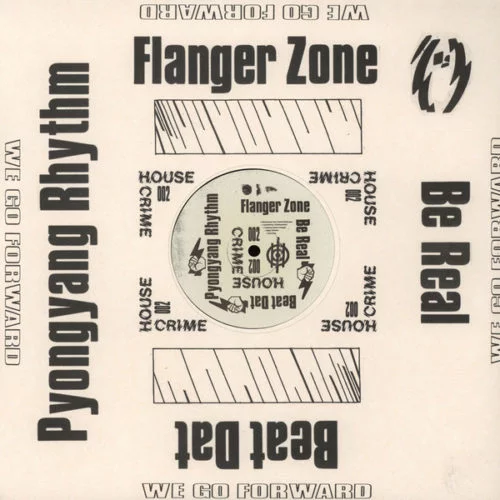 WE GO FORWARD
Flanger Zone
Pyongyang Rhythm
WE GO FORWARD
Be Real
WE GO FORWARD
HOUSE
CRIME
002
HOUSE
CRIME
002
Flanger Zone
Be Real
Pyongyang Rhythm
Beat Dat
HOUSE
CRIME
002
HOUSE
CRIME
002
HOUSE
CRIME
002
Beat Dat
WE GO FORWARD